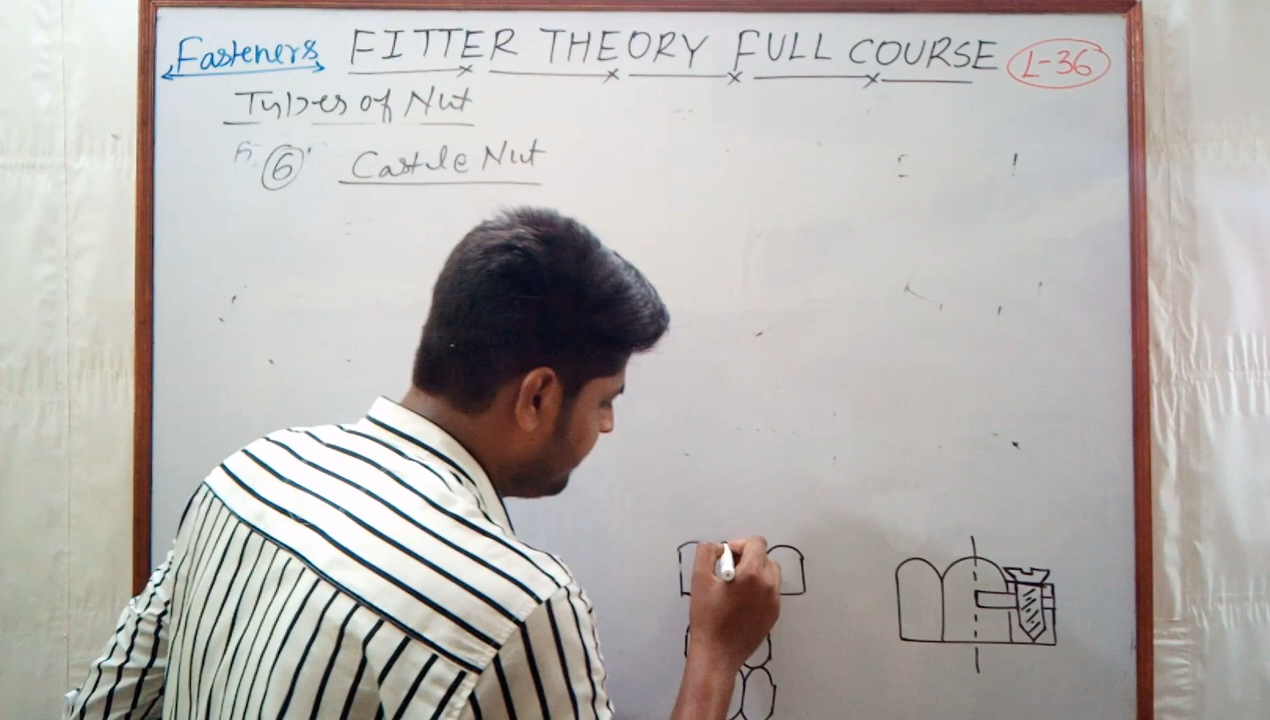 Fasteners FITTER THEORY FULL COURSE L-36
Types of Nut
6 Castle Nut